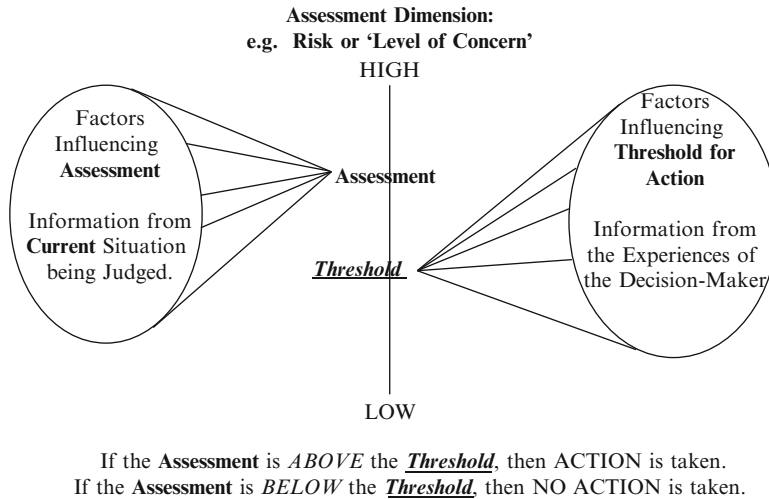 Assessment Dimension:
e.g. Risk or ‘Level of Concern’
HIGH
Factors
Influencing
Assessment
Information from
Current Situation
being Judged.
Assessment
Threshold
Factors
Influencing
Threshold for
Action
Information from
the Experiences of
the Decision-Maker
LOW
If the Assessment is ABOVE the Threshold, then ACTION is taken.
If the Assessment is BELOW the Threshold, then NO ACTION is taken.